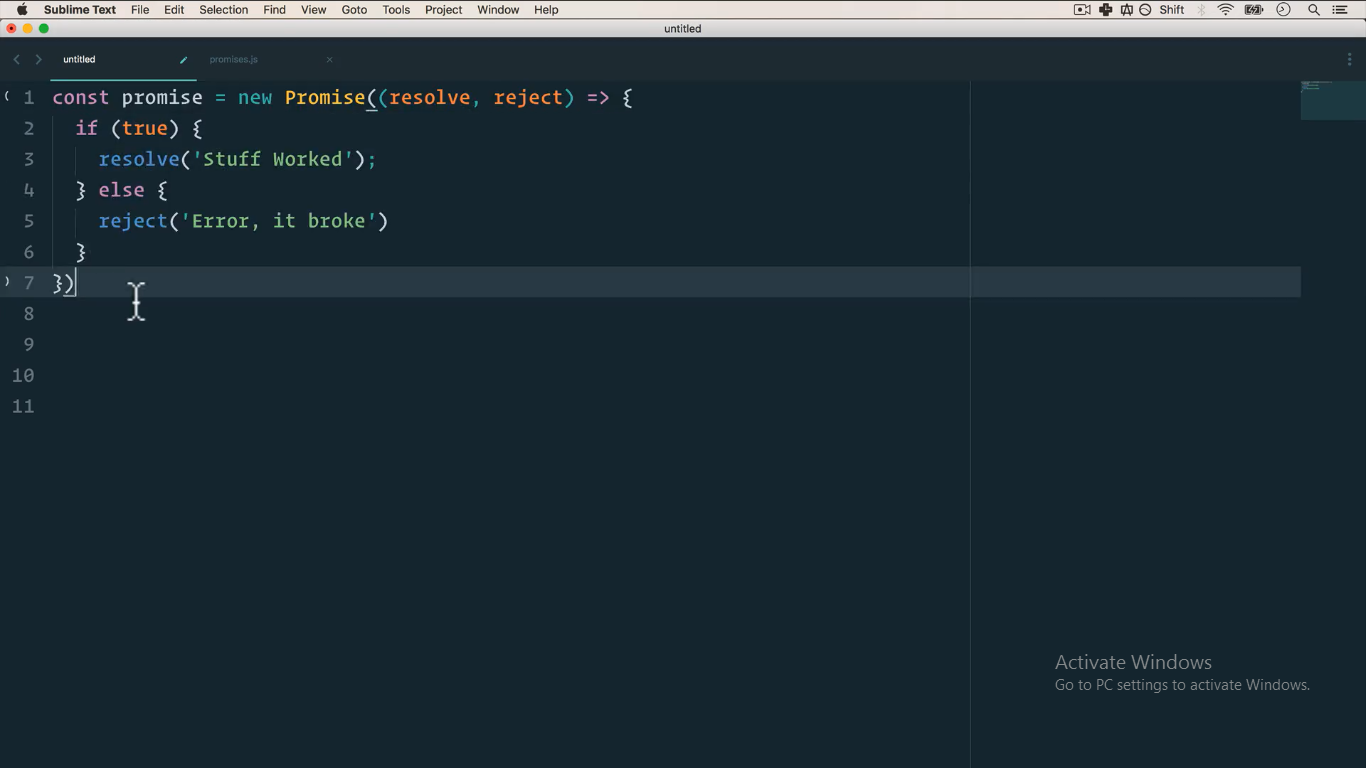 Sublime Text File Edit Selection Find View Goto Tools Project Window Help Shift
untitled
untitled promises.js
1 const promise = new Promise((resolve, reject) => {
2 if (true) {
3 resolve('Stuff Worked');
4 } else {
5 reject('Error, it broke')
6 }
7 })
8
9
10
11
Activate Windows
Go to PC settings to activate Windows.